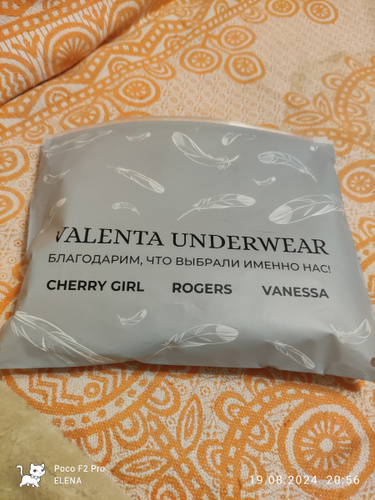 VALENTA UNDERWEAR
БЛАГОДАРИМ, ЧТО ВЫБРАЛИ ИМЕННО НАС!
CHERRY GIRL ROGERS VANESSA
Poco F2 Pro
ELENA
19.08.2024 20:56